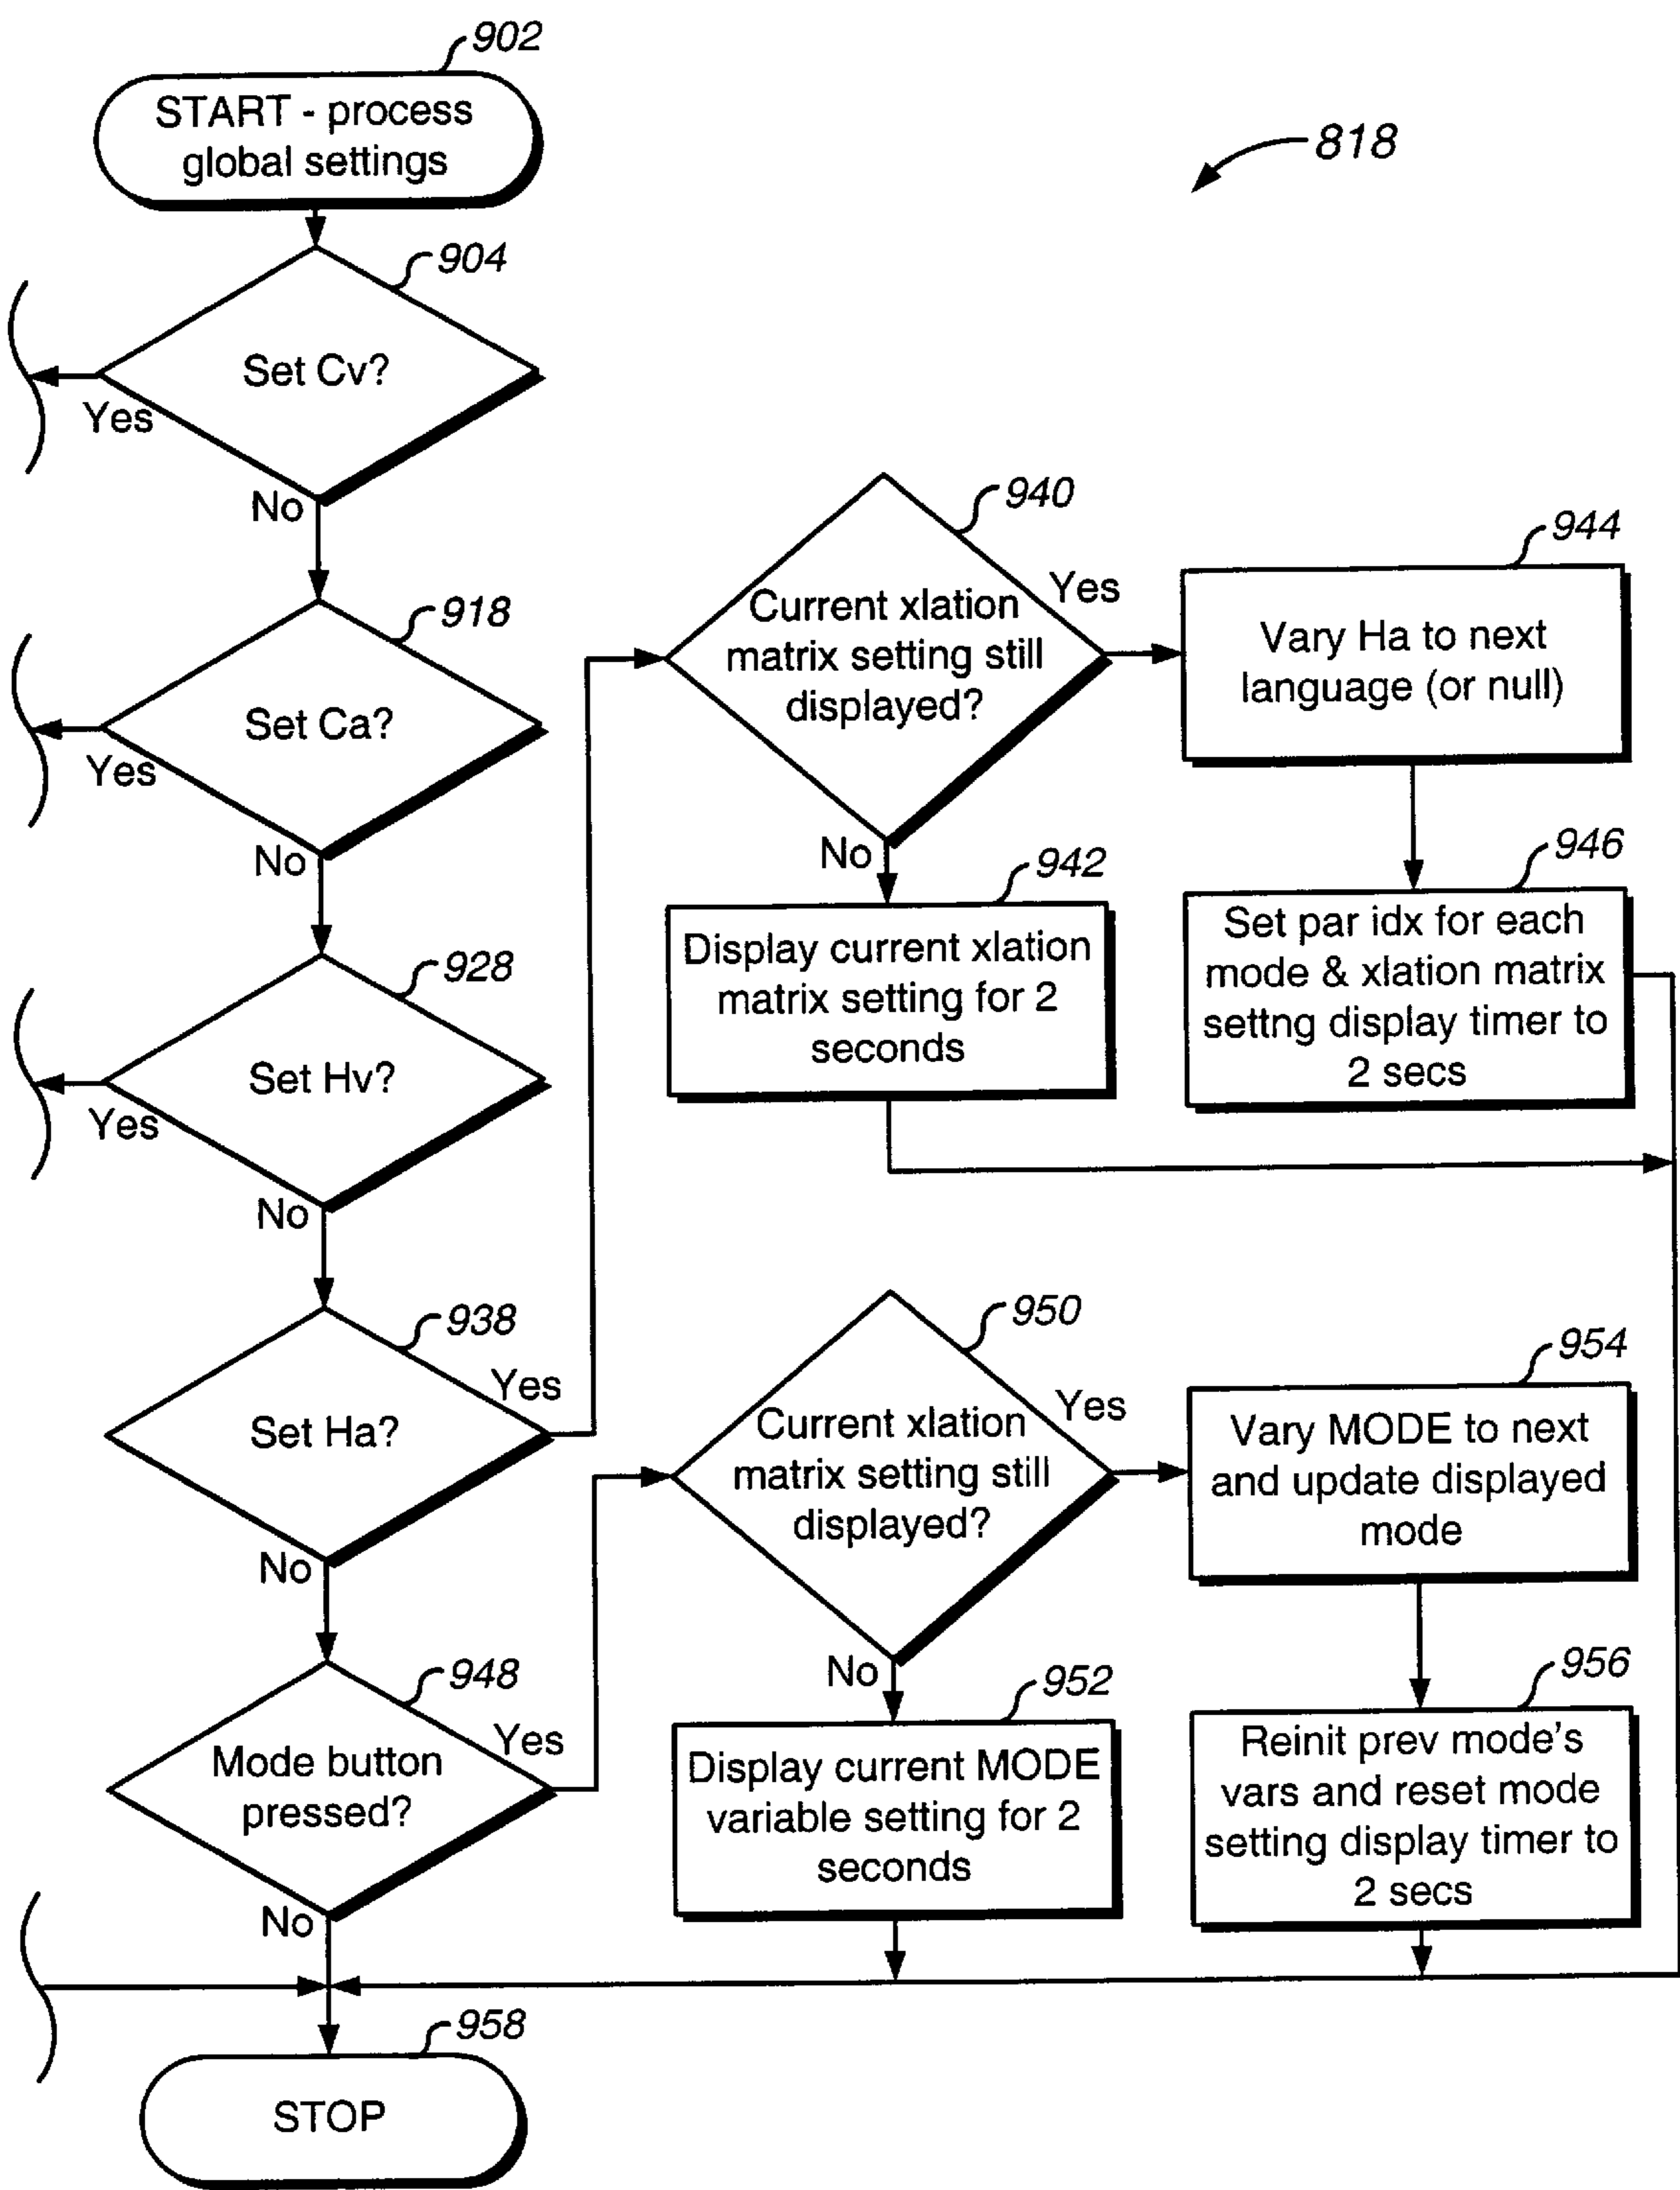 902
START - process
global settings
818
904
Set Cv?
Yes
No
918
Set Ca?
Yes
No
928
Set Hv?
Yes
No
938
Set Ha?
Yes
No
940
Current xlation
matrix setting still
displayed?
Yes
No
942
Display current xlation
matrix setting for 2
seconds
944
Vary Ha to next
language (or null)
946
Set par idx for each
mode & xlation matrix
settng display timer to
2 secs
948
Mode button
pressed?
Yes
No
950
Current xlation
matrix setting still
displayed?
Yes
No
952
Display current MODE
variable setting for 2
seconds
954
Vary MODE to next
and update displayed
mode
956
Reinit prev mode's
vars and reset mode
setting display timer to
2 secs
958
STOP